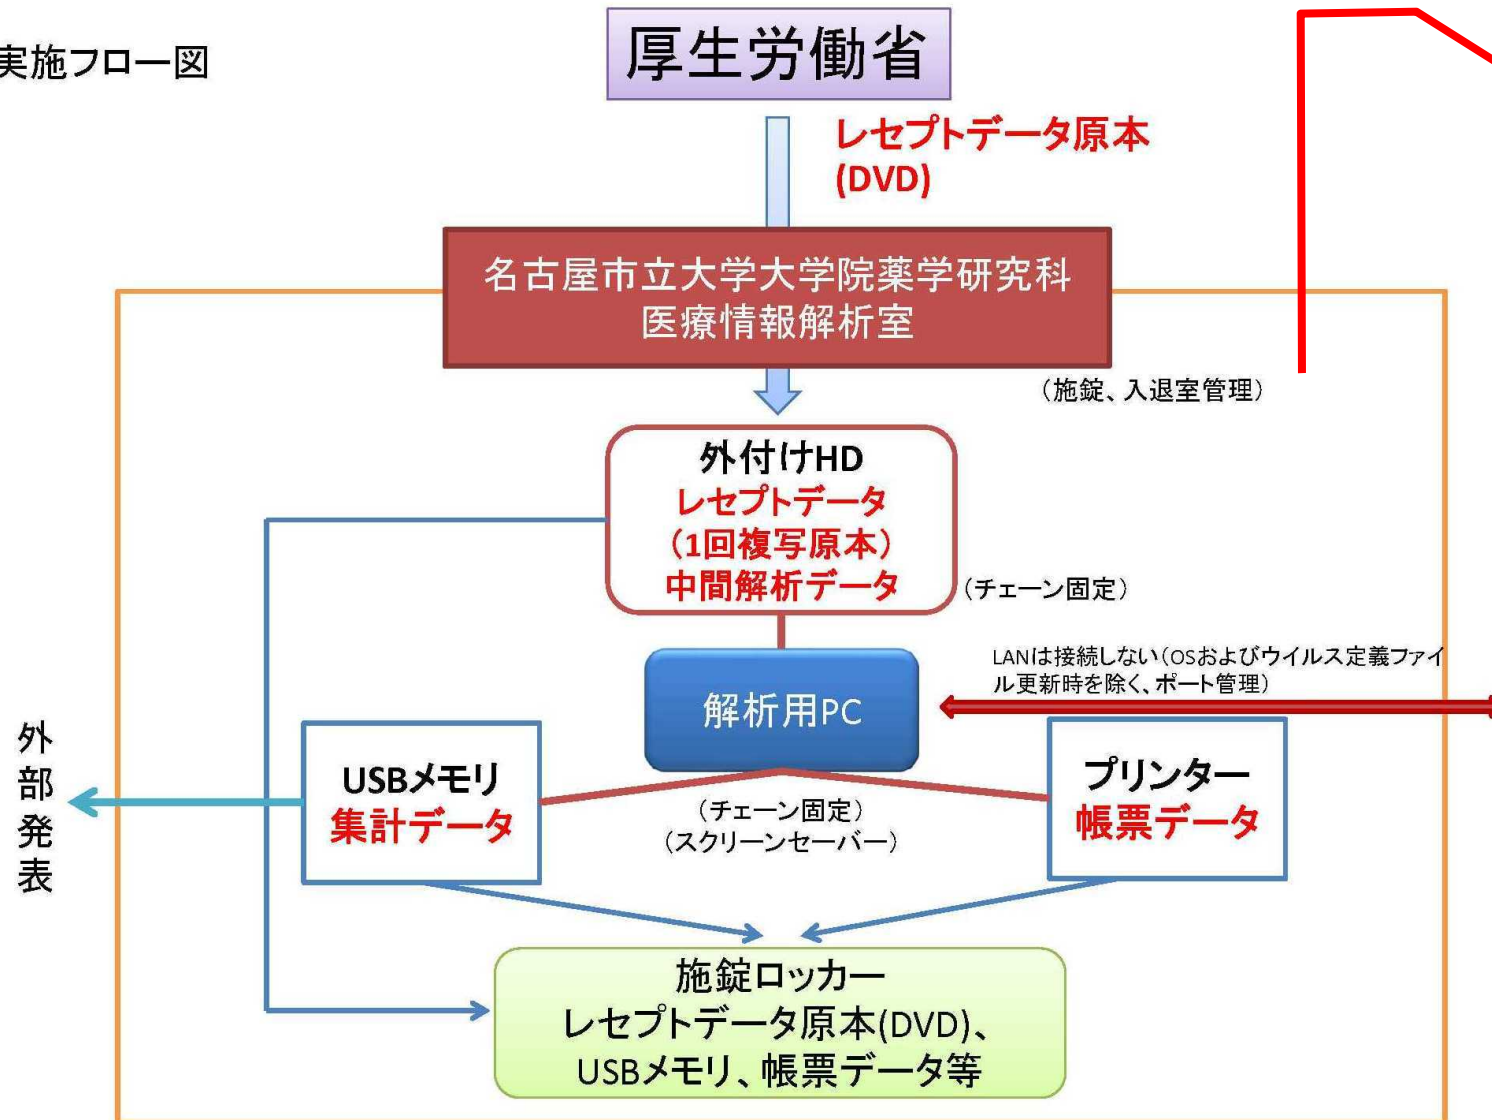 実施フロー図
厚生労働省
レセプトデータ原本
(DVD)
名古屋市立大学大学院薬学研究科
医療情報解析室
（施錠、入退室管理）
外付けHD
レセプトデータ
（1回複写原本）
中間解析データ
（チェーン固定）
LANは接続しない（OSおよびウイルス定義ファイ
ル更新時を除く、ポート管理）
解析用PC
外部発表
USBメモリ
集計データ
（チェーン固定）
（スクリーンセーバー）
プリンター
帳票データ
施錠ロッカー
レセプトデータ原本(DVD)、
USBメモリ、帳票データ等